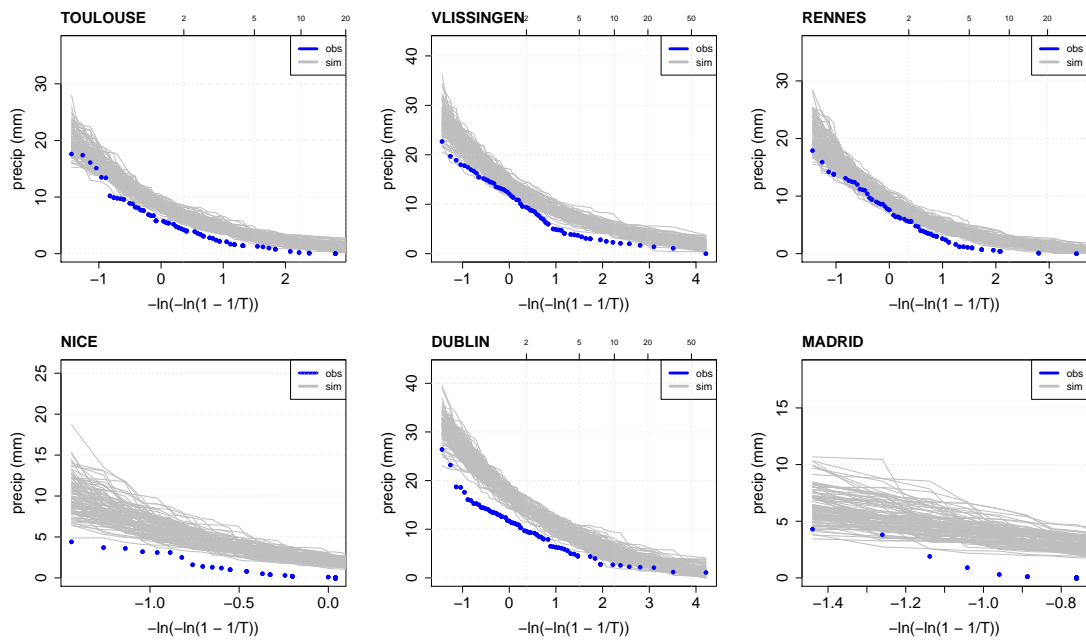 TOULOUSE
2 5 10 20
precip (mm)
0 10 20 30
obs
sim
−1 0 1 2
−ln(−ln(1 − 1/T))
VLISSINGEN
2 5 10 20 50
precip (mm)
0 10 20 30 40
obs
sim
−1 0 1 2 3 4
−ln(−ln(1 − 1/T))
RENNES
2 5 10 20
precip (mm)
0 10 20 30
obs
sim
−1 0 1 2 3
−ln(−ln(1 − 1/T))
NICE
precip (mm)
0 5 10 15 20 25
obs
sim
−1.0 −0.5 0.0
−ln(−ln(1 − 1/T))
DUBLIN
2 5 10 20 50
precip (mm)
0 10 20 30 40
obs
sim
−1 0 1 2 3 4
−ln(−ln(1 − 1/T))
MADRID
precip (mm)
0 5 10 15
obs
sim
−1.4 −1.2 −1.0 −0.8
−ln(−ln(1 − 1/T))